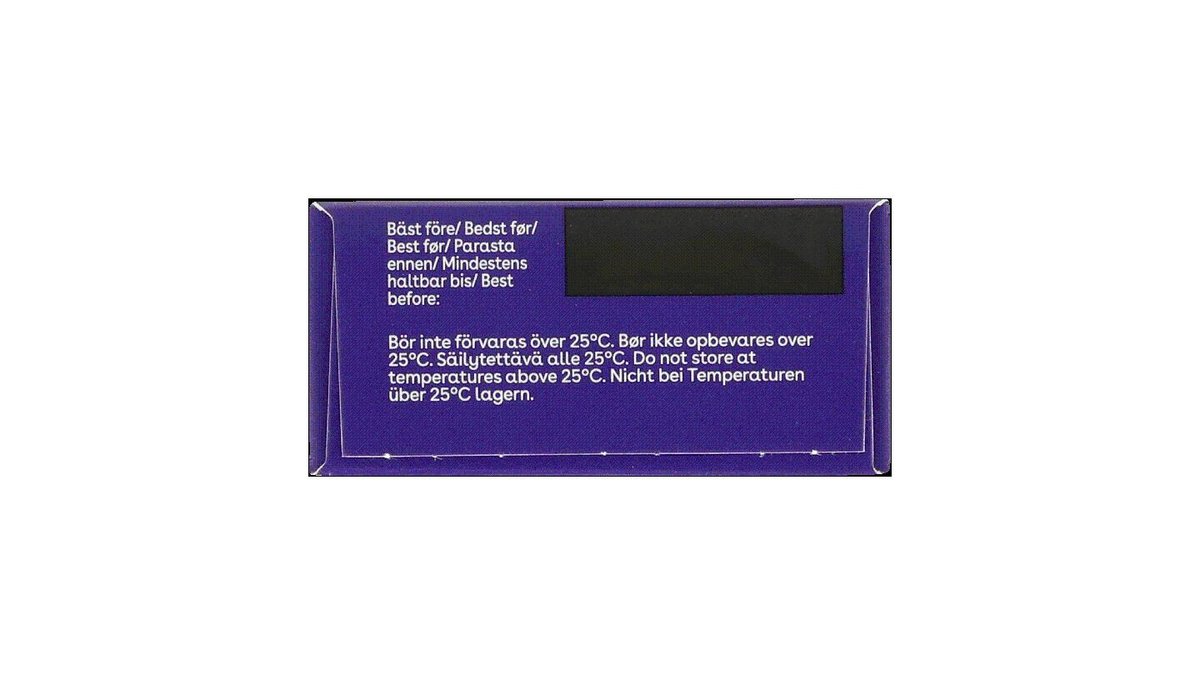 Bäst före/ Bedst før/
Best før/ Parasta
ennen/ Mindestens
haltbar bis/ Best
before:
Bör inte förvaras över 25°C. Bør ikke opbevares over
25°C. Säilytettävä alle 25°C. Do not store at
temperatures above 25°C. Nicht bei Temperaturen
über 25°C lagern.